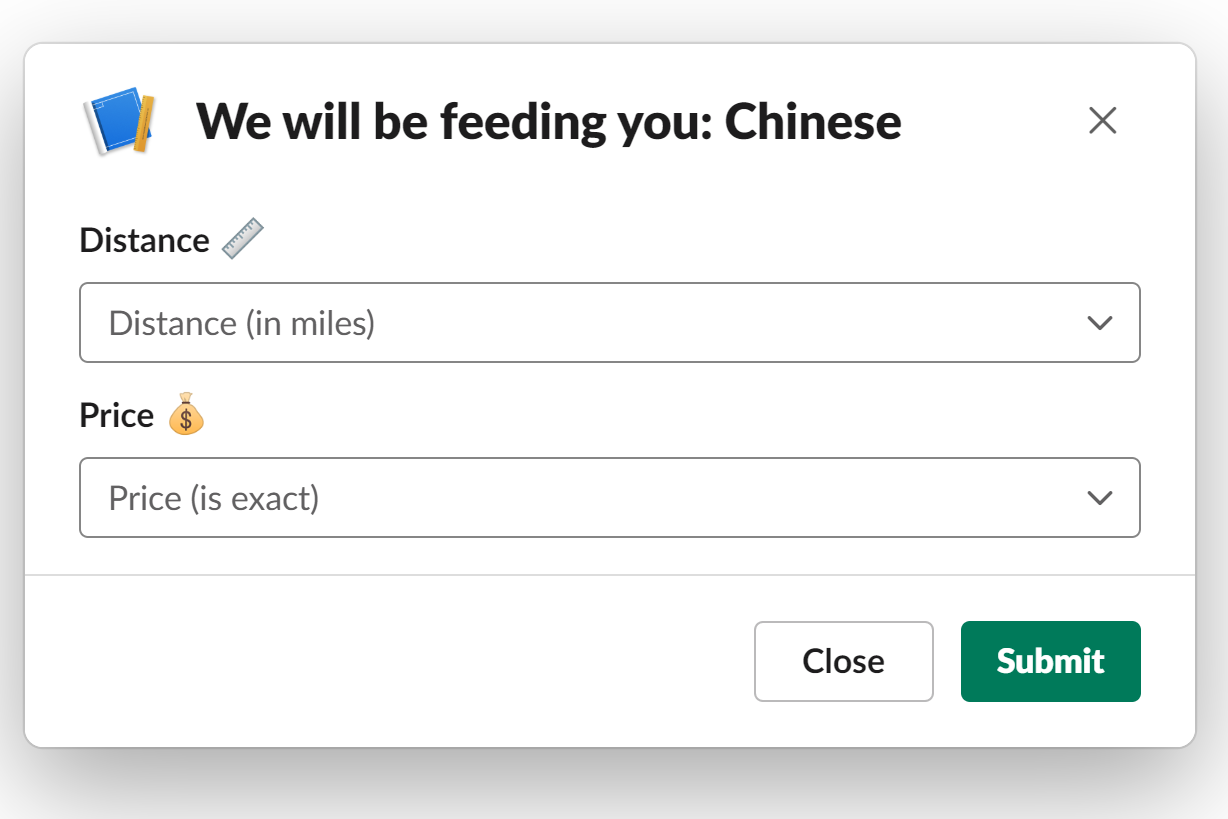 We will be feeding you: Chinese
Distance
Distance (in miles)
Price
Price (is exact)
Close
Submit